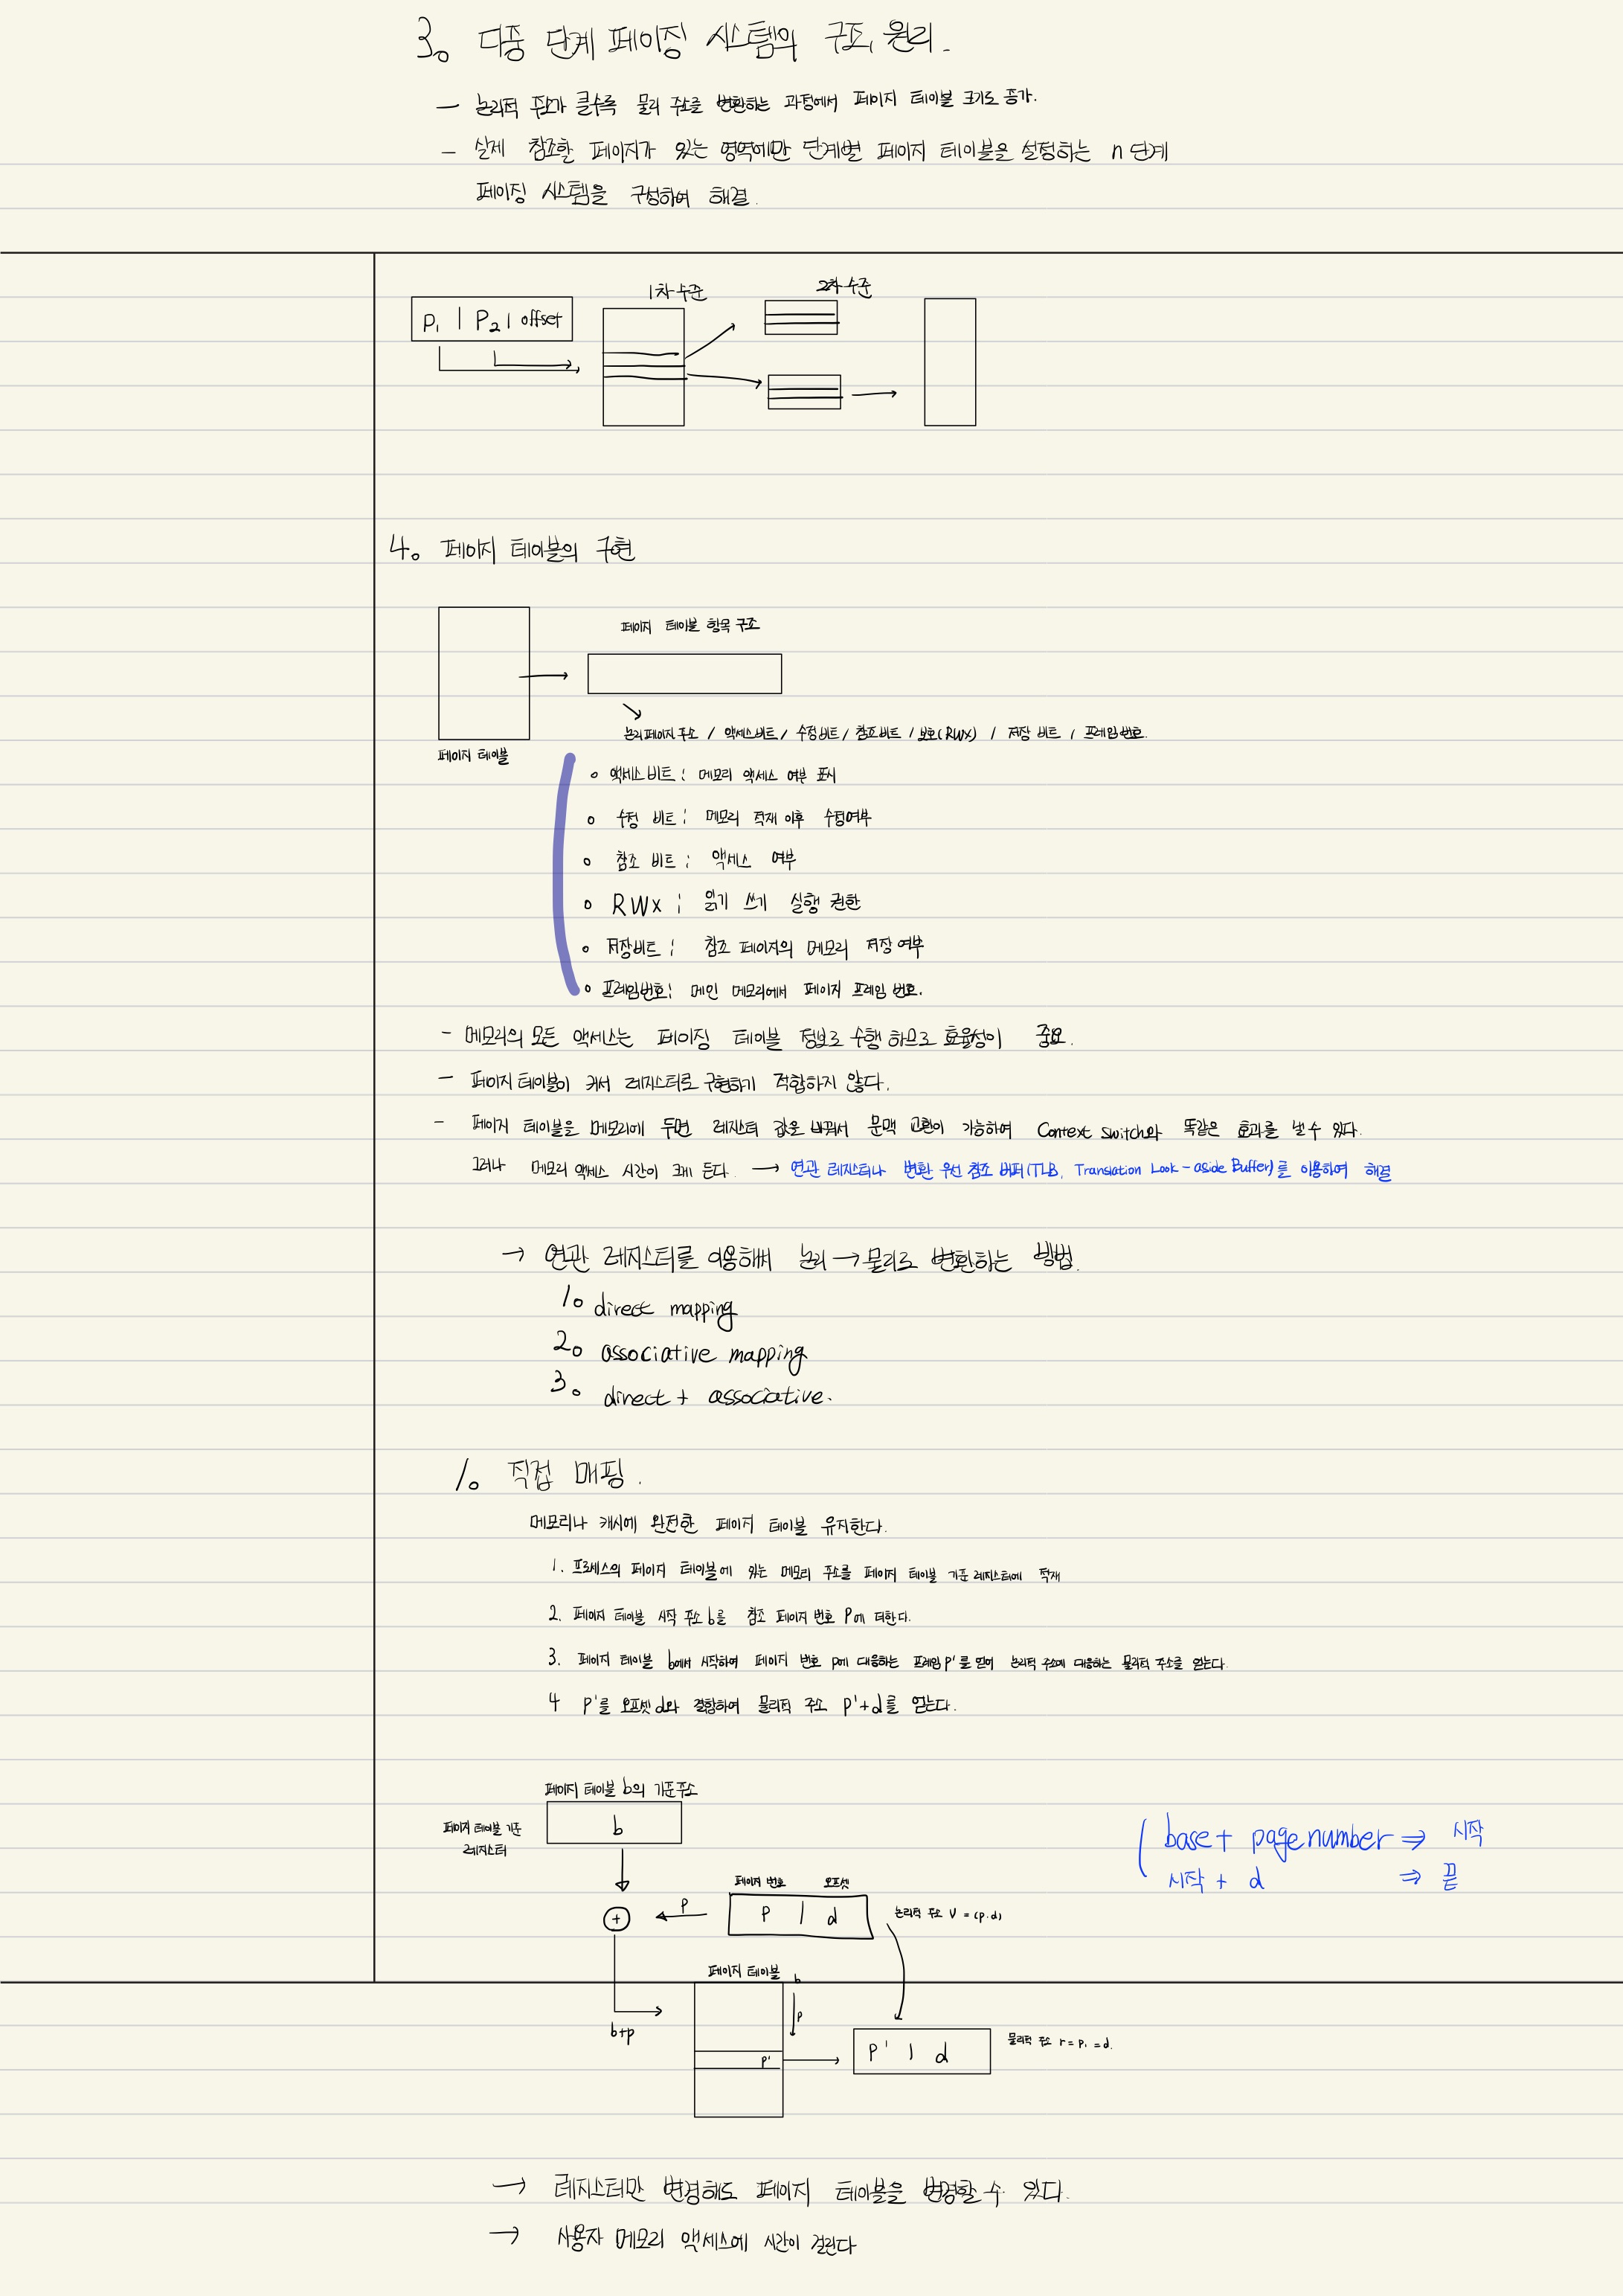 3. 다중 단계 페이징 시스템의 구조, 원리.
- 논리적 주소가 클수록 물리 주소로 변환하는 과정에서 페이지 테이블 크기도 증가.
- 실제 참조할 페이지가 있는 영역에만 단계별 페이지 테이블을 설정하는 n단계
페이징 시스템을 구성하여 해결.
1차수준
2차수준
P₁ | P₂ | offset
4. 페이지 테이블의 구현
페이지 테이블 항목 구조
논리페이지 주소 / 액세스비트 / 수정비트 / 참조비트 / 보호(RWX) / 저장 비트 / 프레임번호.
페이지 테이블
○ 액세스비트 : 메모리 액세스 여부 표시
○ 수정 비트 : 메모리 적재 이후 수정여부
○ 참조 비트 : 액세스 여부
○ RWX : 읽기 쓰기 실행 권한
○ 저장비트 : 참조 페이지의 메모리 저장 여부
○ 프레임번호 : 메인 메모리에서 페이지 프레임 번호.
- 메모리의 모든 액세스는 페이징 테이블 정보로 수행 하므로 효율성이 중요.
- 페이지 테이블이 커서 레지스터로 구현하기 적합하지 않다.
- 페이지 테이블을 메모리에 두면 레지스터 값을 바꿔서 문맥 교환이 가능하여 Context switch와 똑같은 효과를 낼 수 있다.
그러나 메모리 액세스 시간이 크게 든다. → 연관 레지스터나 변환 우선 참조 버퍼(TLB, Translation Look-aside Buffer)를 이용하여 해결
→ 연관 레지스터를 이용해서 논리 → 물리로 변환하는 방법.
1. direct mapping
2. associative mapping
3. direct + associative.
1. 직접 매핑.
메모리나 캐시에 완전한 페이지 테이블 유지한다.
1. 프로세스의 페이지 테이블에 있는 메모리 주소를 페이지 테이블 기준 레지스터에 적재
2. 페이지 테이블 시작 주소 b를 참조 페이지 번호 P에 더한다.
3. 페이지 테이블 b에서 시작하여 페이지 번호 p에 대응하는 프레임 p'를 얻어 논리적 주소에 대응하는 물리적 주소를 얻는다.
4 P'를 오프셋 d와 결합하여 물리적 주소 P'+d를 얻는다.
페이지 테이블 b의 기준주소
페이지 테이블 기준
레지스터
b
base + page number ⇒ 시작
시작 + d ⇒ 끝
페이지 번호 오프셋
+
P
P | d
논리적 주소 V = (p.d)
페이지 테이블 b
P
b+p
P'
P' | d
물리적 주소 r = p₁ = d.
→ 레지스터만 변경해도 페이지 테이블을 변경할 수 있다.
→ 사용자 메모리 액세스에 시간이 걸린다